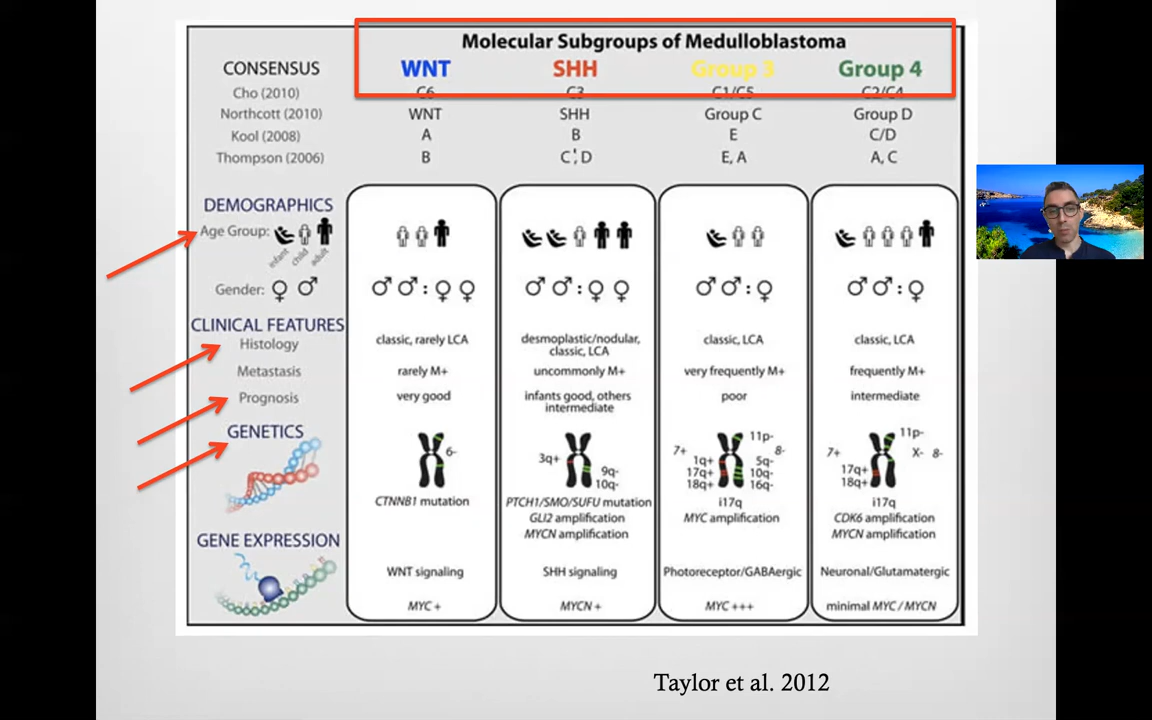 Molecular Subgroups of Medulloblastoma
CONSENSUS WNT SHH Group 3 Group 4
Cho (2010) C6 C3 C1/C5 C2/C4
Northcott (2010) WNT SHH Group C Group D
Kool (2008) A B E C/D
Thompson (2006) B C, D E, A A, C
DEMOGRAPHICS
Age Group:
infant child adult
Gender: ♀ ♂ ♂♂:♀♀ ♂♂:♀♀ ♂♂:♀ ♂♂:♀
CLINICAL FEATURES
Histology classic, rarely LCA desmoplastic/nodular, classic, LCA classic, LCA
classic, LCA
Metastasis rarely M+ uncommonly M+ very frequently M+ frequently M+
Prognosis very good infants good, others poor intermediate
intermediate
GENETICS
6- 3q+ 9q- 10q- 7+ 1q+ 17q+ 18q+ 11p- 8- 5q- 10q- 16q- 7+ 17q+ 18q+ 11p- X- 8-
CTNNB1 mutation PTCH1/SMO/SUFU mutation i17q i17q
GLI2 amplification MYC amplification CDK6 amplification
MYCN amplification MYCN amplification
GENE EXPRESSION
WNT signaling SHH signaling Photoreceptor/GABAergic Neuronal/Glutamatergic
MYC + MYCN + MYC +++ minimal MYC / MYCN
Taylor et al. 2012